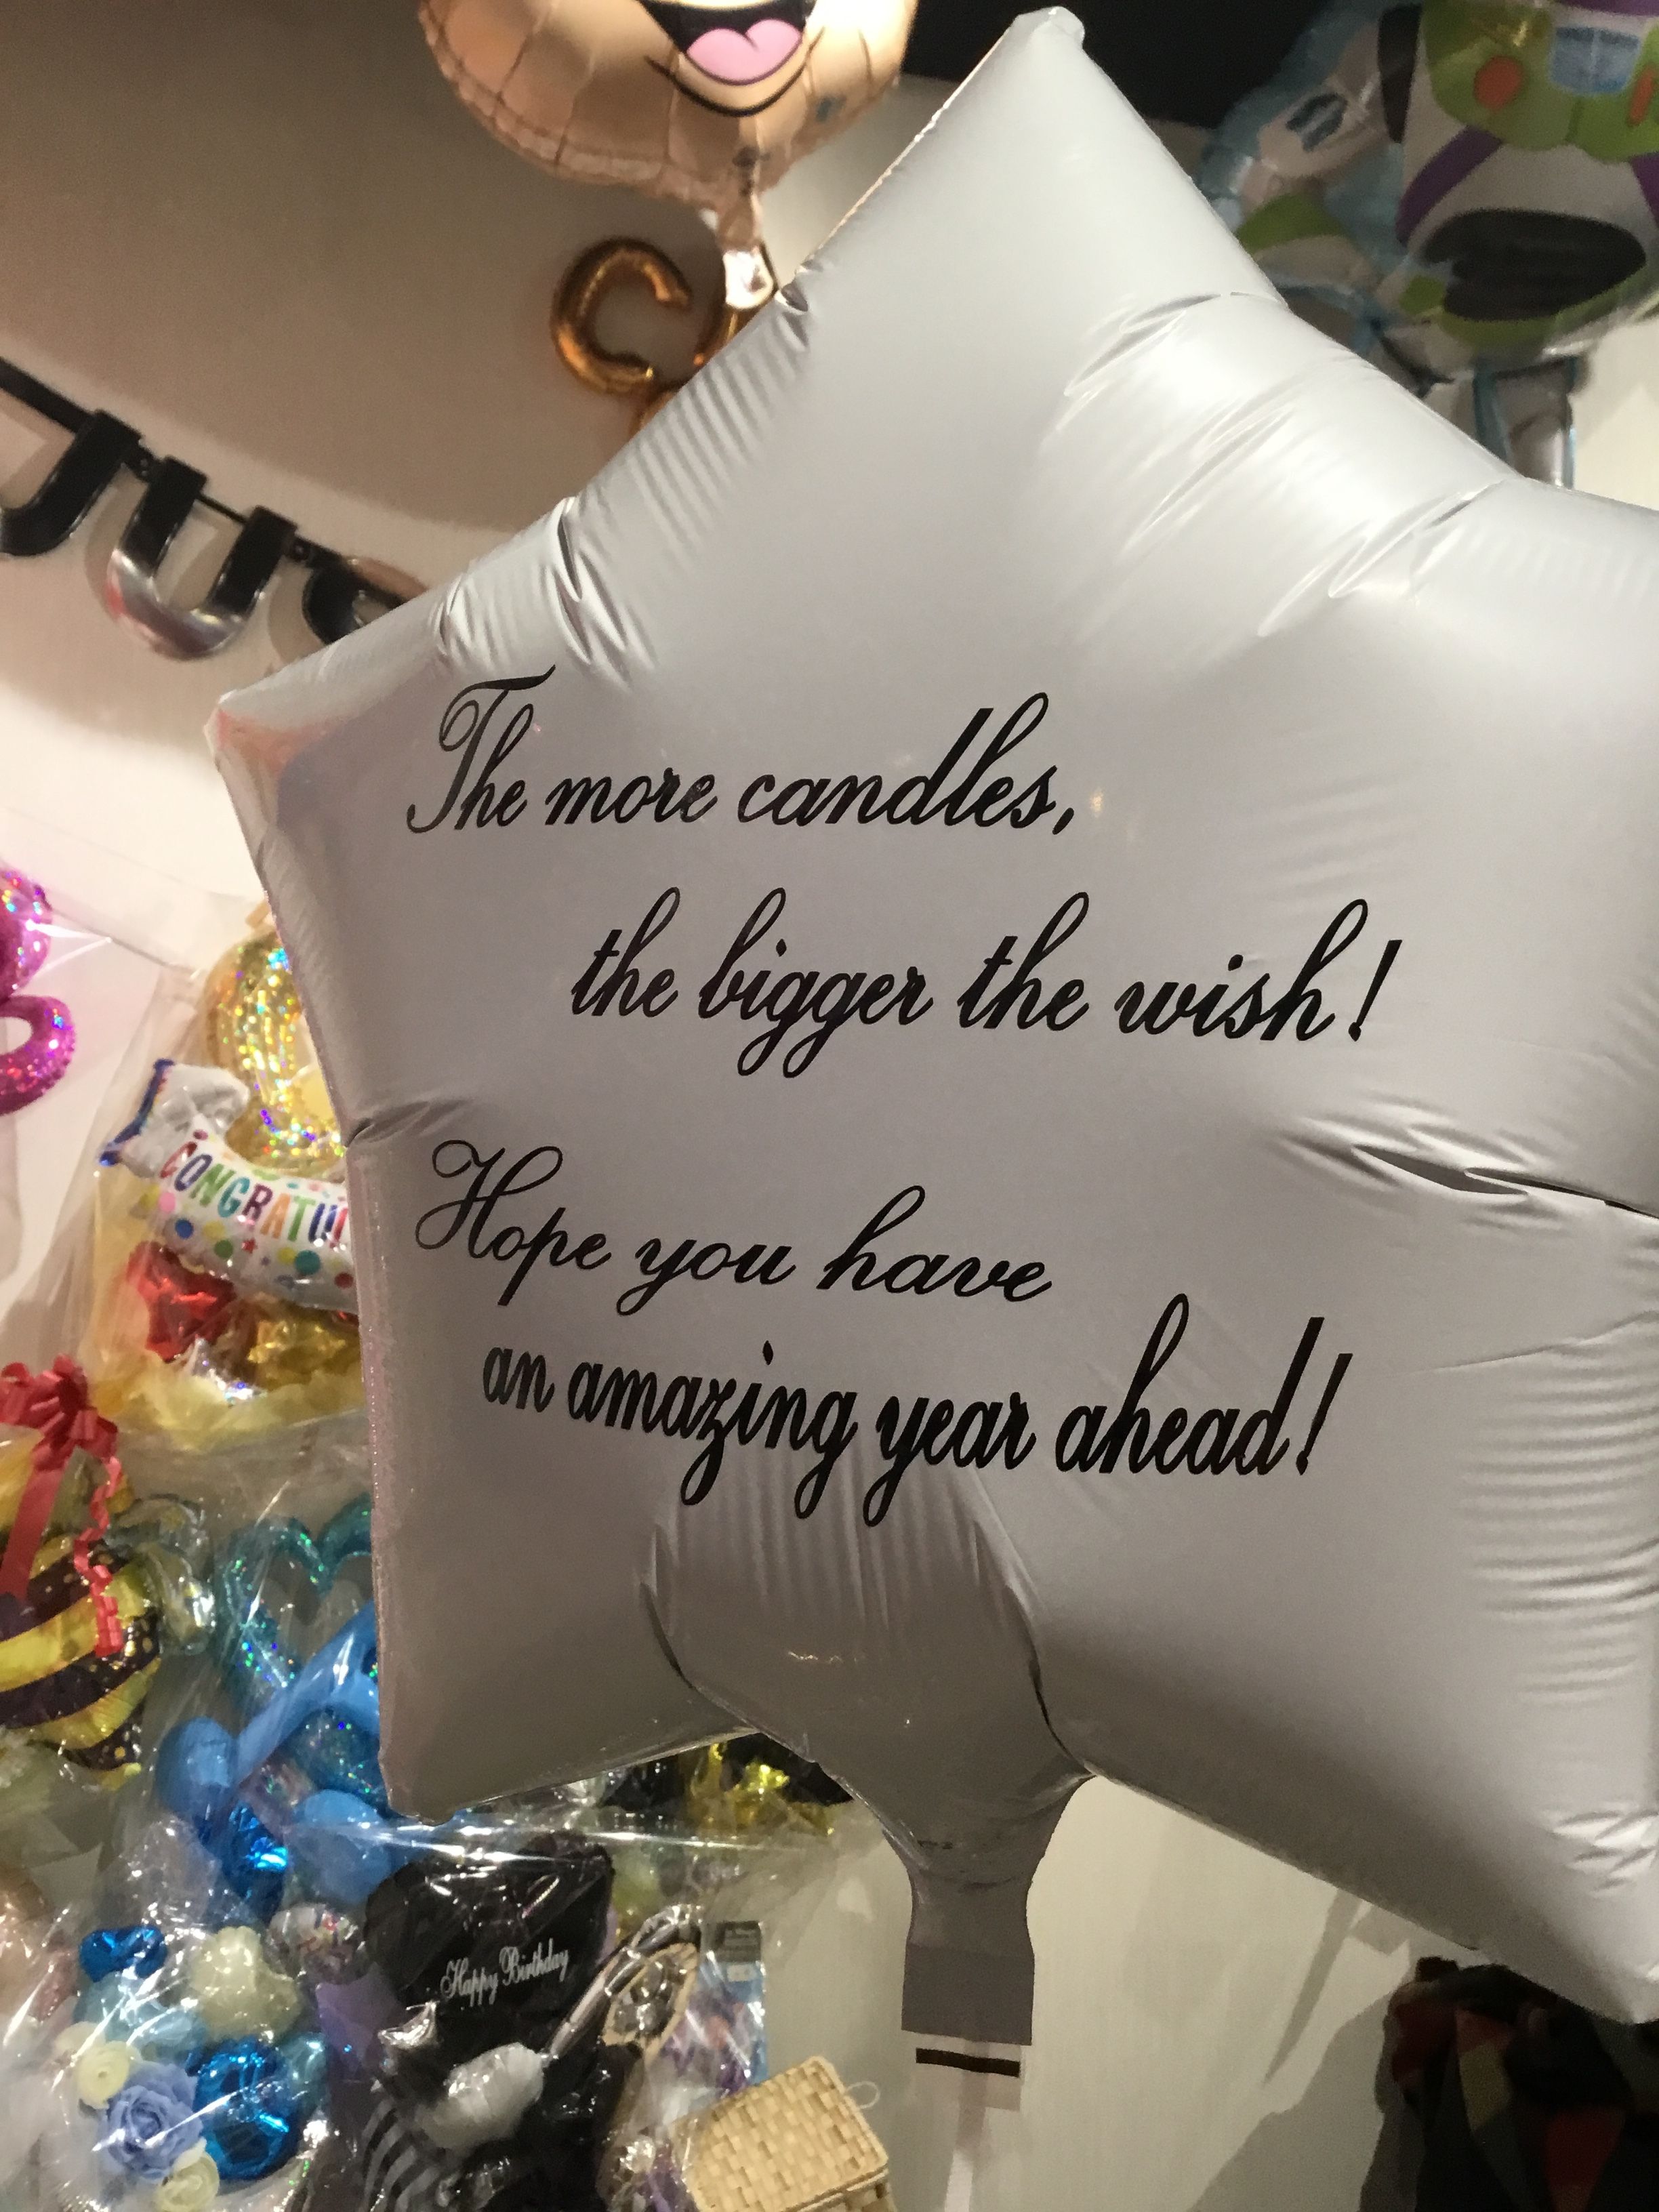 The more candles,
the bigger the wish!
Hope you have
an amazing year ahead!
Happy Birthday